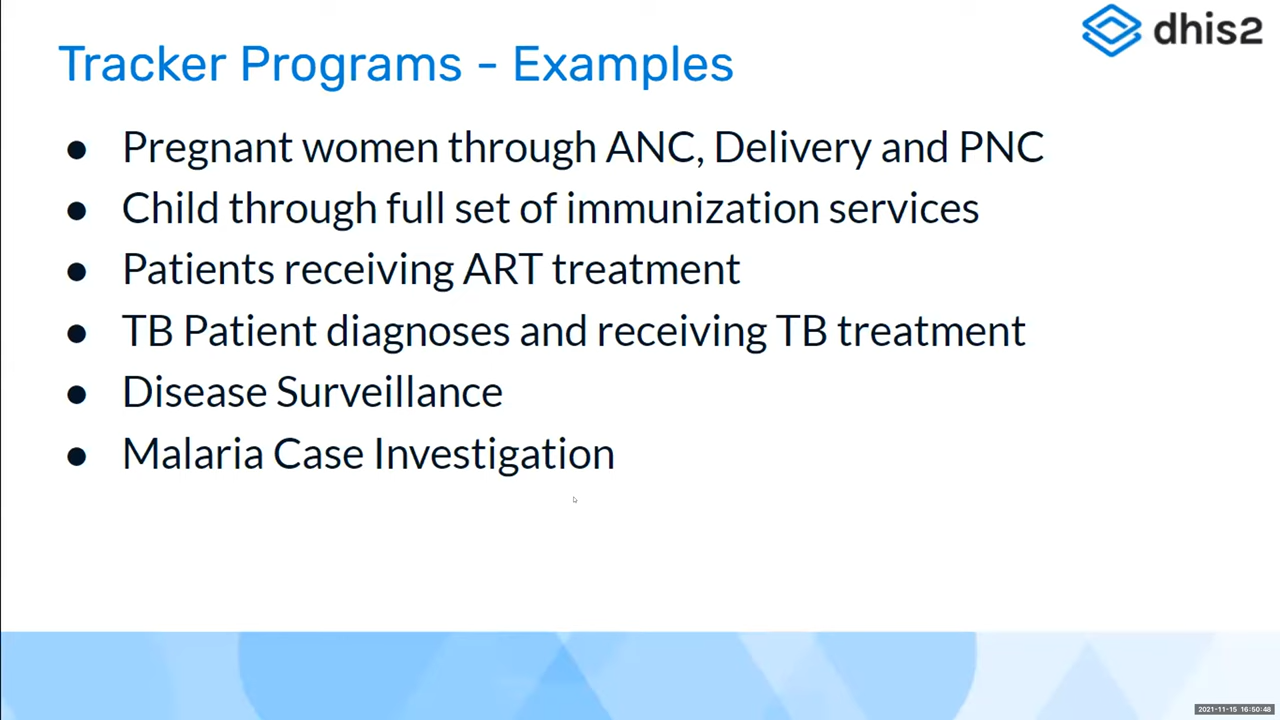 dhis2
Tracker Programs - Examples
● Pregnant women through ANC, Delivery and PNC
● Child through full set of immunization services
● Patients receiving ART treatment
● TB Patient diagnoses and receiving TB treatment
● Disease Surveillance
● Malaria Case Investigation
2021-11-15 16:50:48